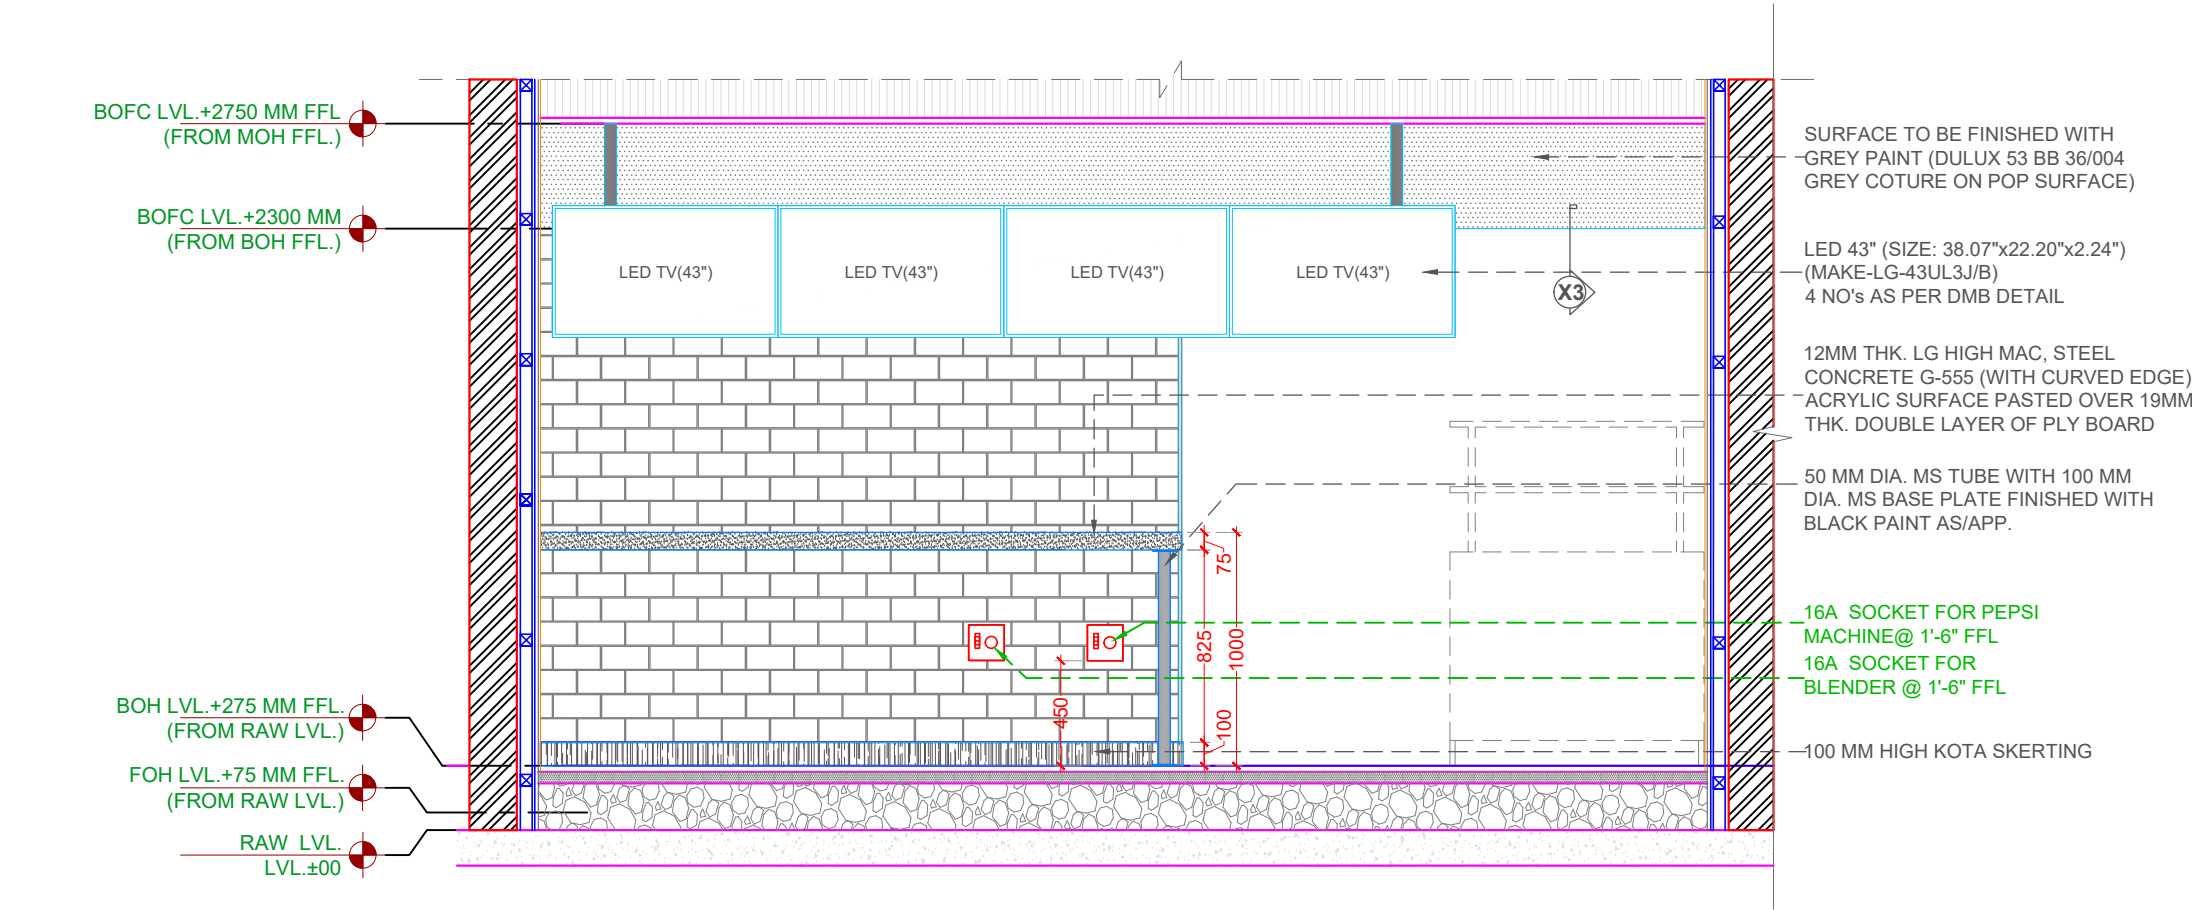 BOFC LVL.+2750 MM FFL
(FROM MOH FFL.)
BOFC LVL.+2300 MM
(FROM BOH FFL.)
BOH LVL.+275 MM FFL.
(FROM RAW LVL.)
FOH LVL.+75 MM FFL.
(FROM RAW LVL.)
RAW LVL.
LVL.±00
LED TV(43")
LED TV(43")
LED TV(43")
LED TV(43")
X3
75
825
1000
450
100
SURFACE TO BE FINISHED WITH
GREY PAINT (DULUX 53 BB 36/004
GREY COTURE ON POP SURFACE)
LED 43" (SIZE: 38.07"x22.20"x2.24")
(MAKE-LG-43UL3J/B)
4 NO's AS PER DMB DETAIL
12MM THK. LG HIGH MAC, STEEL
CONCRETE G-555 (WITH CURVED EDGE)
ACRYLIC SURFACE PASTED OVER 19MM
THK. DOUBLE LAYER OF PLY BOARD
50 MM DIA. MS TUBE WITH 100 MM
DIA. MS BASE PLATE FINISHED WITH
BLACK PAINT AS/APP.
16A SOCKET FOR PEPSI
MACHINE@ 1'-6" FFL
16A SOCKET FOR
BLENDER @ 1'-6" FFL
100 MM HIGH KOTA SKERTING